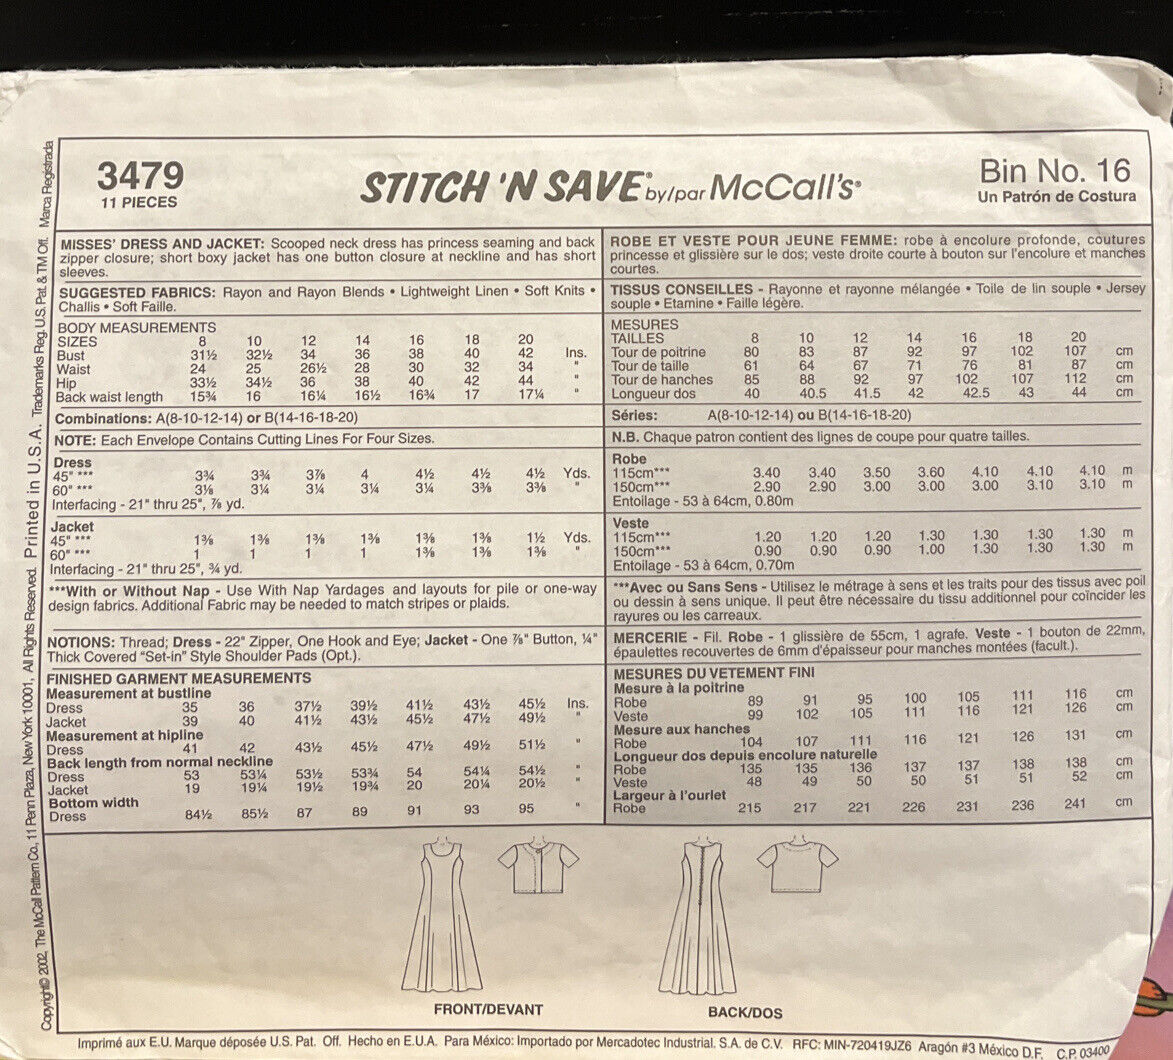 3479
11 PIECES
STITCH 'N SAVE® by/par McCall's®
Bin No. 16
Un Patrón de Costura
MISSES' DRESS AND JACKET: Scooped neck dress has princess seaming and back
zipper closure; short boxy jacket has one button closure at neckline and has short
sleeves.
SUGGESTED FABRICS: Rayon and Rayon Blends • Lightweight Linen • Soft Knits •
Challis • Soft Faille.
BODY MEASUREMENTS
SIZES 8 10 12 14 16 18 20
Bust 31½ 32½ 34 36 38 40 42 Ins.
Waist 24 25 26½ 28 30 32 34 "
Hip 33½ 34½ 36 38 40 42 44 "
Back waist length 15¾ 16 16¼ 16½ 16¾ 17 17¼ "
Combinations: A(8-10-12-14) or B(14-16-18-20)
NOTE: Each Envelope Contains Cutting Lines For Four Sizes.
Dress
45" *** 3¾ 3¾ 3⅞ 4 4½ 4½ 4½ Yds.
60" *** 3⅛ 3¼ 3¼ 3¼ 3¼ 3⅜ 3⅜ "
Interfacing - 21" thru 25", ⅞ yd.
Jacket
45" *** 1⅜ 1⅜ 1⅜ 1⅜ 1⅜ 1⅜ 1½ Yds.
60" *** 1 1 1 1 1⅜ 1⅜ 1⅜ "
Interfacing - 21" thru 25", ¾ yd.
***With or Without Nap - Use With Nap Yardages and layouts for pile or one-way
design fabrics. Additional Fabric may be needed to match stripes or plaids.
NOTIONS: Thread; Dress - 22" Zipper, One Hook and Eye; Jacket - One ⅞" Button, ¼"
Thick Covered "Set-in" Style Shoulder Pads (Opt.).
FINISHED GARMENT MEASUREMENTS
Measurement at bustline
Dress 35 36 37½ 39½ 41½ 43½ 45½ Ins.
Jacket 39 40 41½ 43½ 45½ 47½ 49½ "
Measurement at hipline
Dress 41 42 43½ 45½ 47½ 49½ 51½ "
Back length from normal neckline
Dress 53 53¼ 53½ 53¾ 54 54¼ 54½ "
Jacket 19 19¼ 19½ 19¾ 20 20¼ 20½ "
Bottom width
Dress 84½ 85½ 87 89 91 93 95 "
ROBE ET VESTE POUR JEUNE FEMME: robe à encolure profonde, coutures
princesse et glissière sur le dos; veste droite courte à bouton sur l'encolure et manches
courtes.
TISSUS CONSEILLES - Rayonne et rayonne mélangée • Toile de lin souple • Jersey
souple • Etamine • Faille légère.
MESURES
TAILLES 8 10 12 14 16 18 20
Tour de poitrine 80 83 87 92 97 102 107 cm
Tour de taille 61 64 67 71 76 81 87 cm
Tour de hanches 85 88 92 97 102 107 112 cm
Longueur dos 40 40.5 41.5 42 42.5 43 44 cm
Séries: A(8-10-12-14) ou B(14-16-18-20)
N.B. Chaque patron contient des lignes de coupe pour quatre tailles.
Robe
115cm*** 3.40 3.40 3.50 3.60 4.10 4.10 4.10 m
150cm*** 2.90 2.90 3.00 3.00 3.00 3.10 3.10 m
Entoilage - 53 à 64cm, 0.80m
Veste
115cm*** 1.20 1.20 1.20 1.30 1.30 1.30 1.30 m
150cm*** 0.90 0.90 0.90 1.00 1.30 1.30 1.30 m
Entoilage - 53 à 64cm, 0.70m
***Avec ou Sans Sens - Utilisez le métrage à sens et les traits pour des tissus avec poil
ou dessin à sens unique. Il peut être nécessaire du tissu additionnel pour coïncider les
rayures ou les carreaux.
MERCERIE - Fil. Robe - 1 glissière de 55cm, 1 agrafe. Veste - 1 bouton de 22mm,
épaulettes recouvertes de 6mm d'épaisseur pour manches montées (facult.).
MESURES DU VETEMENT FINI
Mesure à la poitrine
Robe 89 91 95 100 105 111 116 cm
Veste 99 102 105 111 116 121 126 cm
Mesure aux hanches
Robe 104 107 111 116 121 126 131 cm
Longueur dos depuis encolure naturelle
Robe 135 135 136 137 137 138 138 cm
Veste 48 49 50 50 51 51 52 cm
Largeur à l'ourlet
Robe 215 217 221 226 231 236 241 cm
FRONT/DEVANT
BACK/DOS
Imprimé aux E.U. Marque déposée U.S. Pat. Off. Hecho en E.U.A. Para México: Importado por Mercadotec Industrial. S.A. de C.V. RFC: MIN-720419JZ6 Aragón #3 México D.F. C.P. 03400
Copyright© 2002, The McCall Pattern Co., 11 Penn Plaza, New York 10001, All Rights Reserved. Printed in U.S.A. Trademarks Reg. U.S. Pat. & TM Off. Marca Registrada